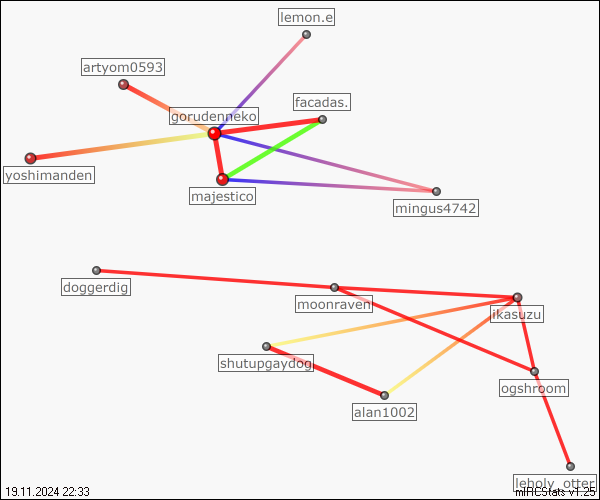 lemon.e
artyom0593
facadas.
gorudenneko
yoshimanden
majestico
mingus4742
doggerdig
moonraven
ikasuzu
shutupgaydog
ogshroom
alan1002
leholy_otter
19.11.2024 22:33
mIRCStats v1.25